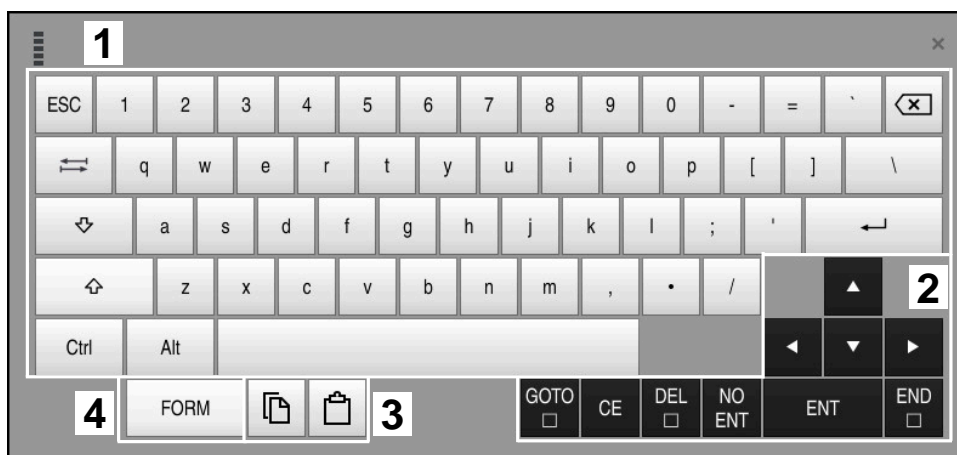 1
×
ESC 1 2 3 4 5 6 7 8 9 0 - = `
q w e r t y u i o p [ ] \
a s d f g h j k l ; '
z x c v b n m , • / 2
Ctrl Alt
4 FORM 3 GOTO CE DEL NO ENT ENT END